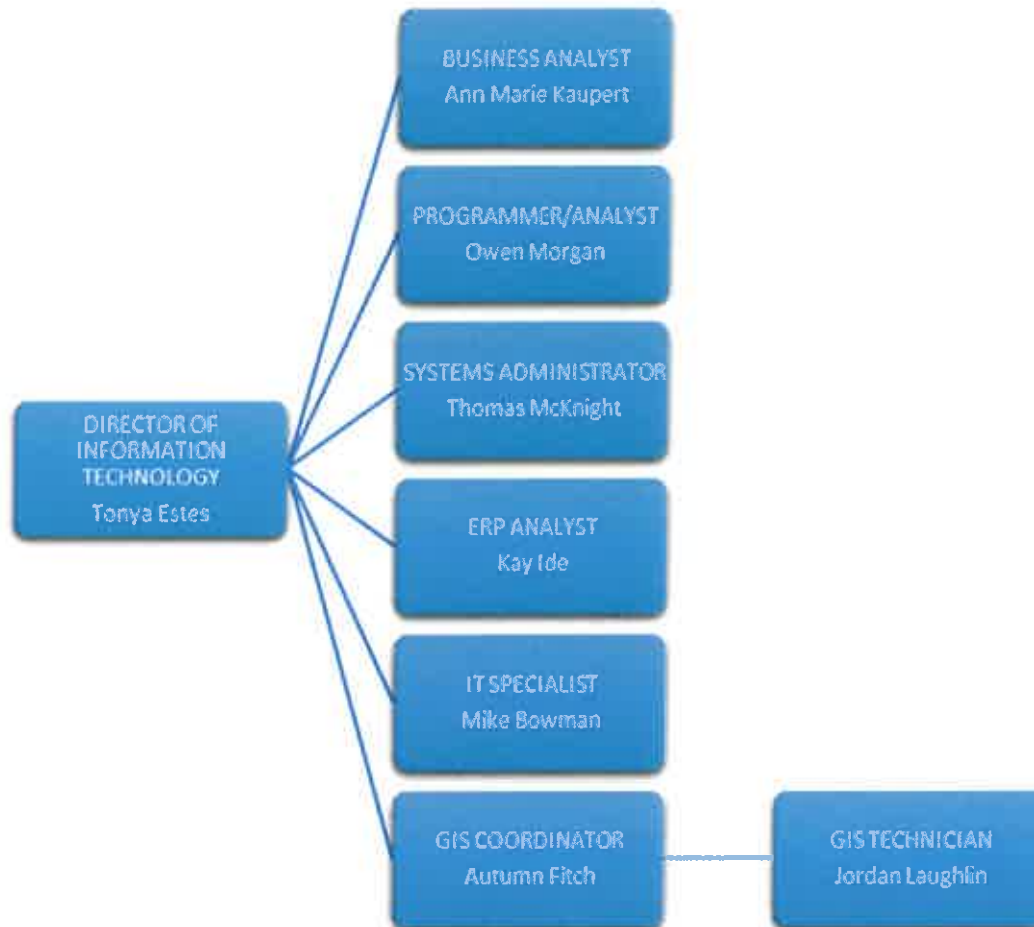 BUSINESS ANALYST
Ann Marie Kaupert
PROGRAMMER/ANALYST
Owen Morgan
SYSTEMS ADMINISTRATOR
Thomas McKnight
DIRECTOR OF
INFORMATION
TECHNOLOGY
Tonya Estes
ERP ANALYST
Kay Ide
IT SPECIALIST
Mike Bowman
GIS COORDINATOR
Autumn Fitch
GIS TECHNICIAN
Jordan Laughlin